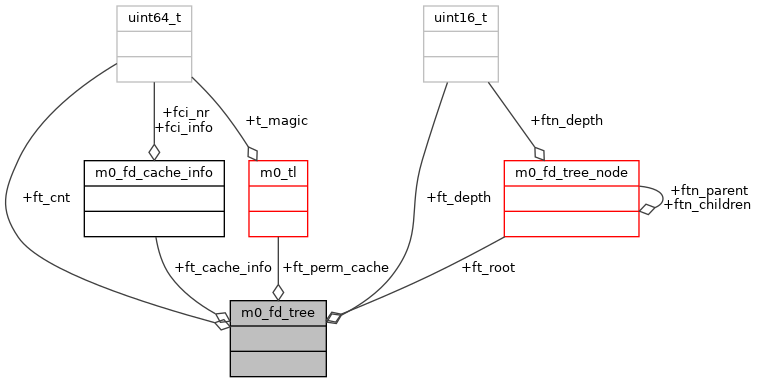 uint64_t
uint16_t
+fci_nr
+fci_info
+t_magic
+ftn_depth
m0_fd_cache_info
m0_tl
m0_fd_tree_node
+ft_cnt
+ft_depth
+ftn_parent
+ftn_children
+ft_cache_info
+ft_perm_cache
+ft_root
m0_fd_tree